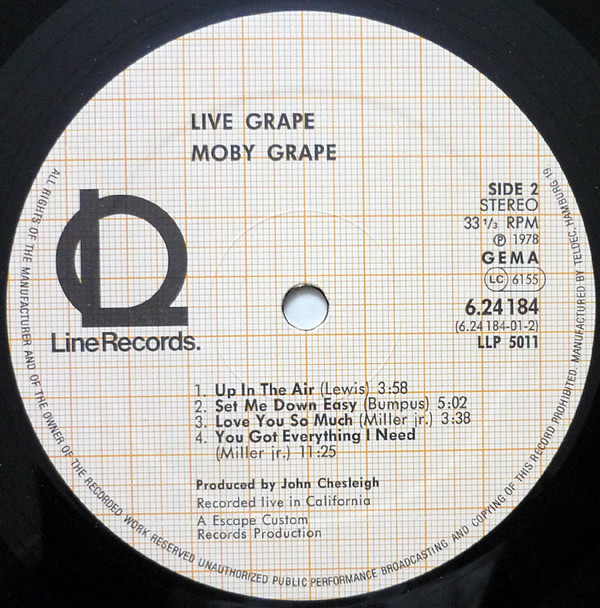 LIVE GRAPE
MOBY GRAPE
SIDE 2
STEREO
33 1/3 RPM
Ⓟ 1978
GEMA
LC 6155
6.24184
(6.24184-01-2)
LLP 5011
LineRecords.
1. Up In The Air (Lewis) 3:58
2. Set Me Down Easy (Bumpus) 5:02
3. Love You So Much (Miller jr.) 3:38
4. You Got Everything I Need
(Miller jr.) 11:25
Produced by John Chesleigh
Recorded live in California
A Escape Custom
Records Production
ALL RIGHTS OF THE MANUFACTURER AND OF THE OWNER OF THE RECORDED WORK RESERVED UNAUTHORIZED PUBLIC PERFORMANCE BROADCASTING AND COPYING OF THIS RECORD PROHIBITED. MANUFACTURED BY TELDEC, HAMBURG 19